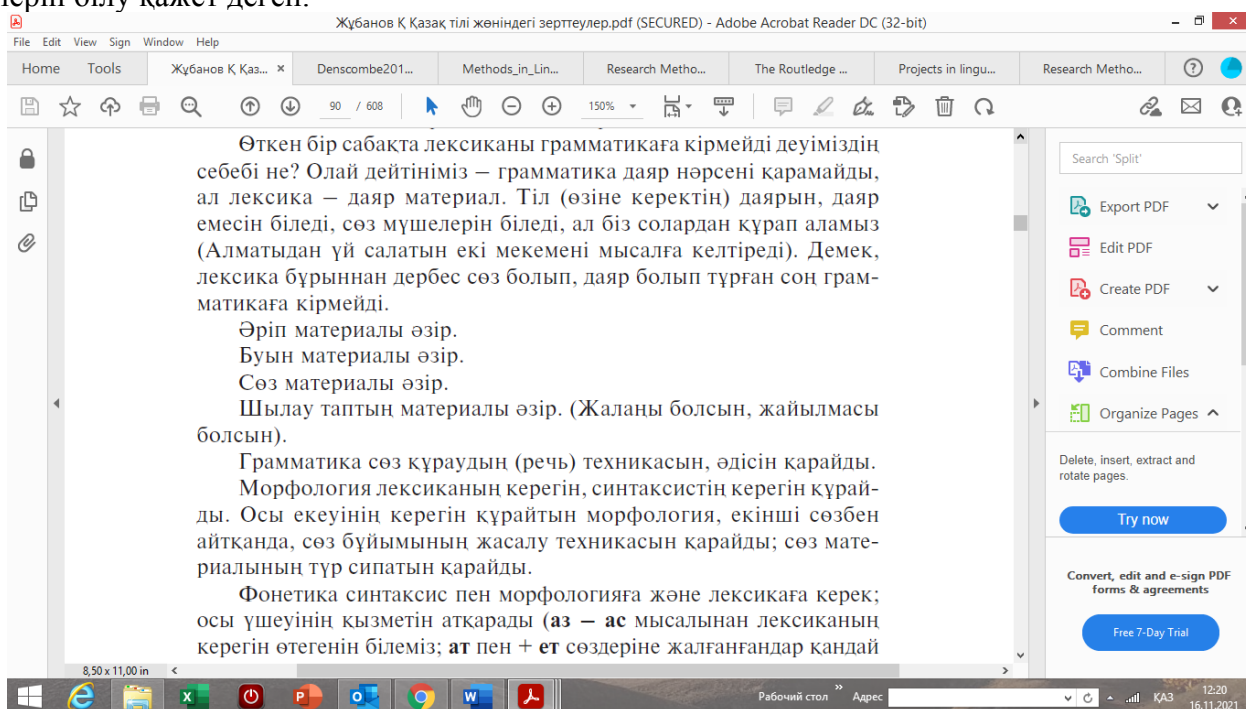 леріп білу қажет деген.
Жұбанов Қ Қазақ тілі жөніндегі зерттеулер.pdf (SECURED) - Adobe Acrobat Reader DC (32-bit)
File Edit View Sign Window Help
Home Tools Жұбанов Қ Қаз... × Denscombe201... Methods_in_Lin... Research Metho... The Routledge ... Projects in lingu... Research Metho...
90 / 608 150%
Өткен бір сабақта лексиканы грамматикаға кірмейді деуіміздің
себебі не? Олай дейтініміз – грамматика даяр нәрсені қарамайды,
ал лексика – даяр материал. Тіл (өзіне керектің) даярын, даяр
емесін біледі, сөз мүшелерін біледі, ал біз солардан құрап аламыз
(Алматыдан үй салатын екі мекемені мысалға келтіреді). Демек,
лексика бұрыннан дербес сөз болып, даяр болып тұрған соң грам-
матикаға кірмейді.
Әріп материалы әзір.
Буын материалы әзір.
Сөз материалы әзір.
Шылау таптың материалы әзір. (Жалаңы болсын, жайылмасы
болсын).
Грамматика сөз құраудың (речь) техникасын, әдісін қарайды.
Морфология лексиканың керегін, синтаксистің керегін құрай-
ды. Осы екеуінің керегін құрайтын морфология, екінші сөзбен
айтқанда, сөз бұйымының жасалу техникасын қарайды; сөз мате-
риалының түр сипатын қарайды.
Фонетика синтаксис пен морфологияға және лексикаға керек;
осы үшеуінің қызметін атқарады (аз – ас мысалынан лексиканың
керегін өтегенін білеміз; ат пен + ет сөздеріне жалғанғандар қандай
8,50 x 11,00 in
Search 'Split'
Export PDF
Edit PDF
Create PDF
Comment
Combine Files
Organize Pages
Delete, insert, extract and
rotate pages.
Try now
Convert, edit and e-sign PDF
forms & agreements
Free 7-Day Trial
Рабочий стол » Адрес ҚАЗ 12:20
16.11.2021